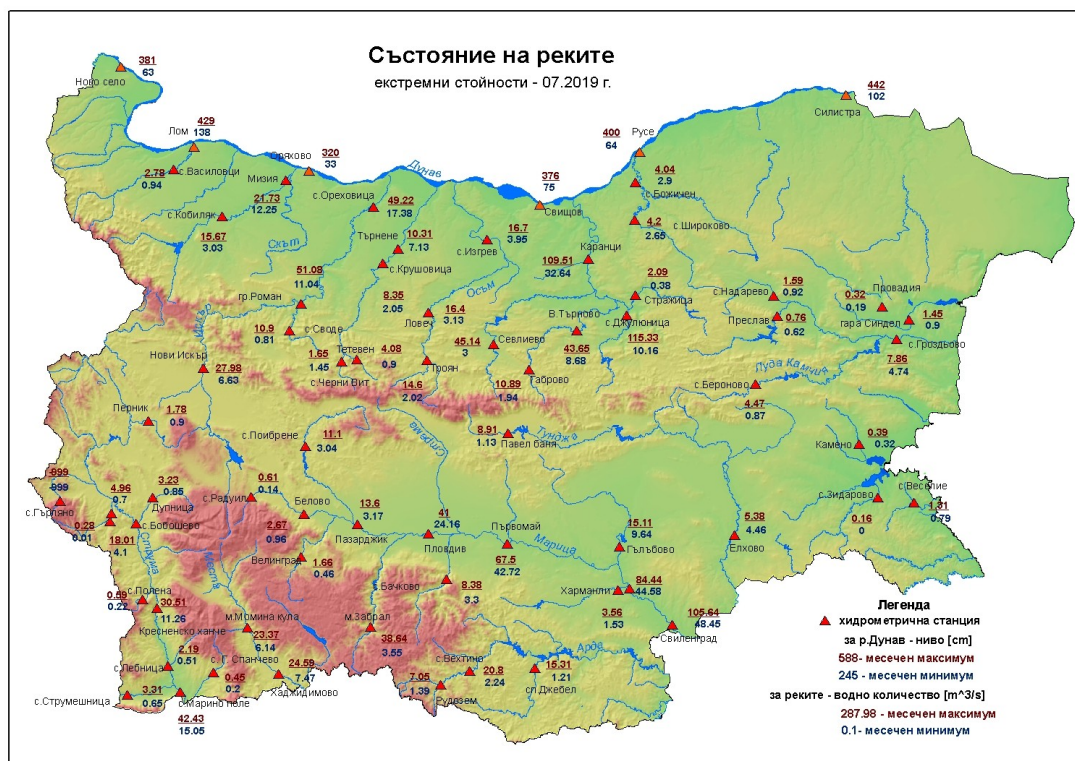 Състояние на реките
екстремни стойности - 07.2019 г.
381
63
Ново село
442
102
Силистра
Лом
429
138
Русе
400
64
Оряхово
320
33
Дунав
376
75
Свищов
с.Василовци
2.78
0.94
Мизия
21.73
12.25
с.Ореховица
49.22
17.38
4.04
2.9
с.Божичен
с.Кобиляк
15.67
3.03
Скът
Търнене
10.31
7.13
с.Крушовица
8.35
2.05
16.7
3.95
с.Изгрев
Каранци
109.51
32.64
4.2
2.65
с.Широково
51.08
11.04
гр.Роман
Искър
Осъм
Ловеч
16.4
3.13
2.09
0.38
Стражица
с.Надарево
1.59
0.92
Провадия
0.32
0.19
10.9
0.81
с.Своде
45.14
3
Севлиево
В.Търново
43.65
8.68
с.Джулюница
115.33
10.16
Преслав
0.76
0.62
гара Синдел
1.45
0.9
с.Гроздьово
7.86
4.74
Нови Искър
27.98
6.63
1.65
1.45
с.Черни Вит
Тетевен
4.08
0.9
Троян
14.6
2.02
Габрово
10.89
1.94
Луда Камчия
с.Бероново
4.47
0.87
Перник
1.78
0.9
с.Поибрене
11.1
3.04
Стряма
8.91
1.13
Павел баня
Тунджа
Камено
0.39
0.32
-999
-999
с.Гърляно
4.96
0.7
3.23
0.85
Дупница
с.Радуил
0.61
0.14
Белово
2.67
0.96
13.6
3.17
Пазарджик
41
24.16
Пловдив
Първомай
67.5
42.72
Марица
15.11
9.64
Гълъбово
5.38
4.46
Елхово
с.Зидарово
0.16
0
с.Веселие
1.31
0.79
0.28
0.01
18.01
4.1
с.Бобошево
Струма
Места
Велинград
1.66
0.46
Бачково
8.38
3.3
Харманли
3.56
1.53
84.44
44.58
105.64
48.45
Свиленград
с.Полена
0.59
0.22
30.51
11.26
Кресненско ханче
м.Момина кула
23.37
6.14
м.Забрал
38.64
3.55
Арда
с.Лебница
2.19
0.51
с. Г. Спанчево
0.45
0.2
24.59
7.47
Хаджидимово
7.05
1.39
Рудозем
с.Вехтино
20.8
2.24
15.31
1.21
сп.Джебел
с.Струмешница
3.31
0.65
с.Марино поле
42.43
15.05
Легенда
хидрометрична станция
за р.Дунав - ниво [cm]
588- месечен максимум
245 - месечен минимум
за реките - водно количество [m^3/s]
287.98 - месечен максимум
0.1- месечен минимум